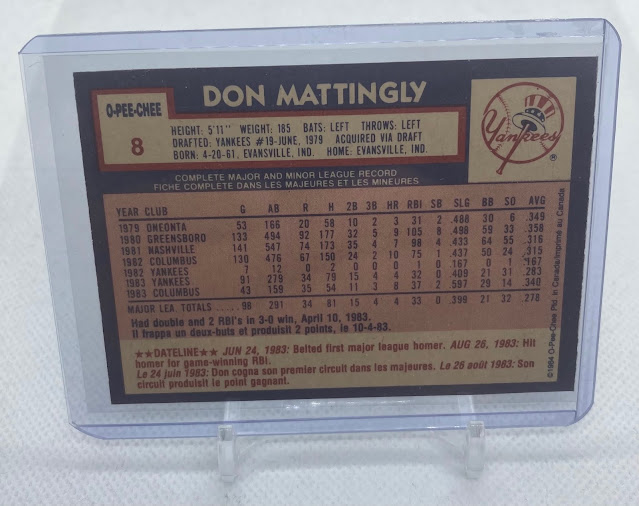 DON MATTINGLY
O-PEE-CHEE
8
HEIGHT: 5'11" WEIGHT: 185 BATS: LEFT THROWS: LEFT
DRAFTED: YANKEES #19-JUNE, 1979 ACQUIRED VIA DRAFT
BORN: 4-20-61, EVANSVILLE, IND. HOME: EVANSVILLE, IND.
Yankees ®
COMPLETE MAJOR AND MINOR LEAGUE RECORD
FICHE COMPLETE DANS LES MAJEURES ET LES MINEURES
YEAR CLUB G AB R H 2B 3B HR RBI SB SLG BB SO AVG
1979 ONEONTA 53 166 20 58 10 2 3 31 2 .488 30 6 .349
1980 GREENSBORO 133 494 92 177 32 5 9 105 8 .488 59 33 .358
1981 NASHVILLE 141 547 74 173 35 4 7 98 4 .433 64 55 .316
1982 COLUMBUS 130 476 67 150 24 2 10 75 1 .437 50 24 .315
1982 YANKEES 7 12 0 2 0 0 0 1 0 .167 0 1 .167
1983 YANKEES 91 279 34 79 15 4 4 32 0 .409 21 31 .283
1983 COLUMBUS 43 159 35 54 11 3 8 37 2 .597 29 14 .340
MAJOR LEA. TOTALS 98 291 34 81 15 4 4 33 0 .399 21 32 .278
Had double and 2 RBI's in 3-0 win, April 10, 1983.
Il frappa un deux-buts et produisit 2 points, le 10-4-83.
★★DATELINE★★ JUN 24, 1983: Belted first major league homer. AUG 26, 1983: Hit
homer for game-winning RBI.
Le 24 juin 1983: Don cogna son premier circuit dans les majeures. Le 26 août 1983: Son
circuit produisit le point gagnant.
©1984 O-Pee-Chee Ptd. in Canada/Imprimé au Canada